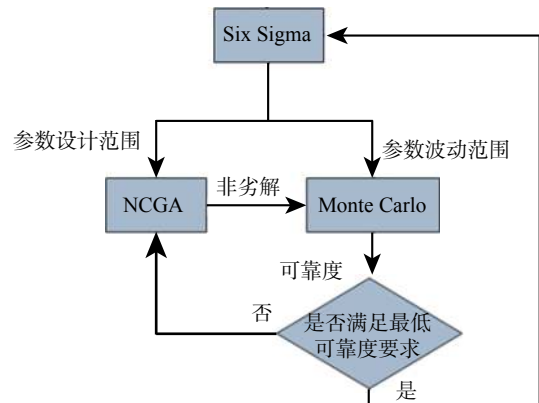 Six Sigma
参数设计范围
参数波动范围
NCGA
非劣解
Monte Carlo
可靠度
否
是否满足最低
可靠度要求
是